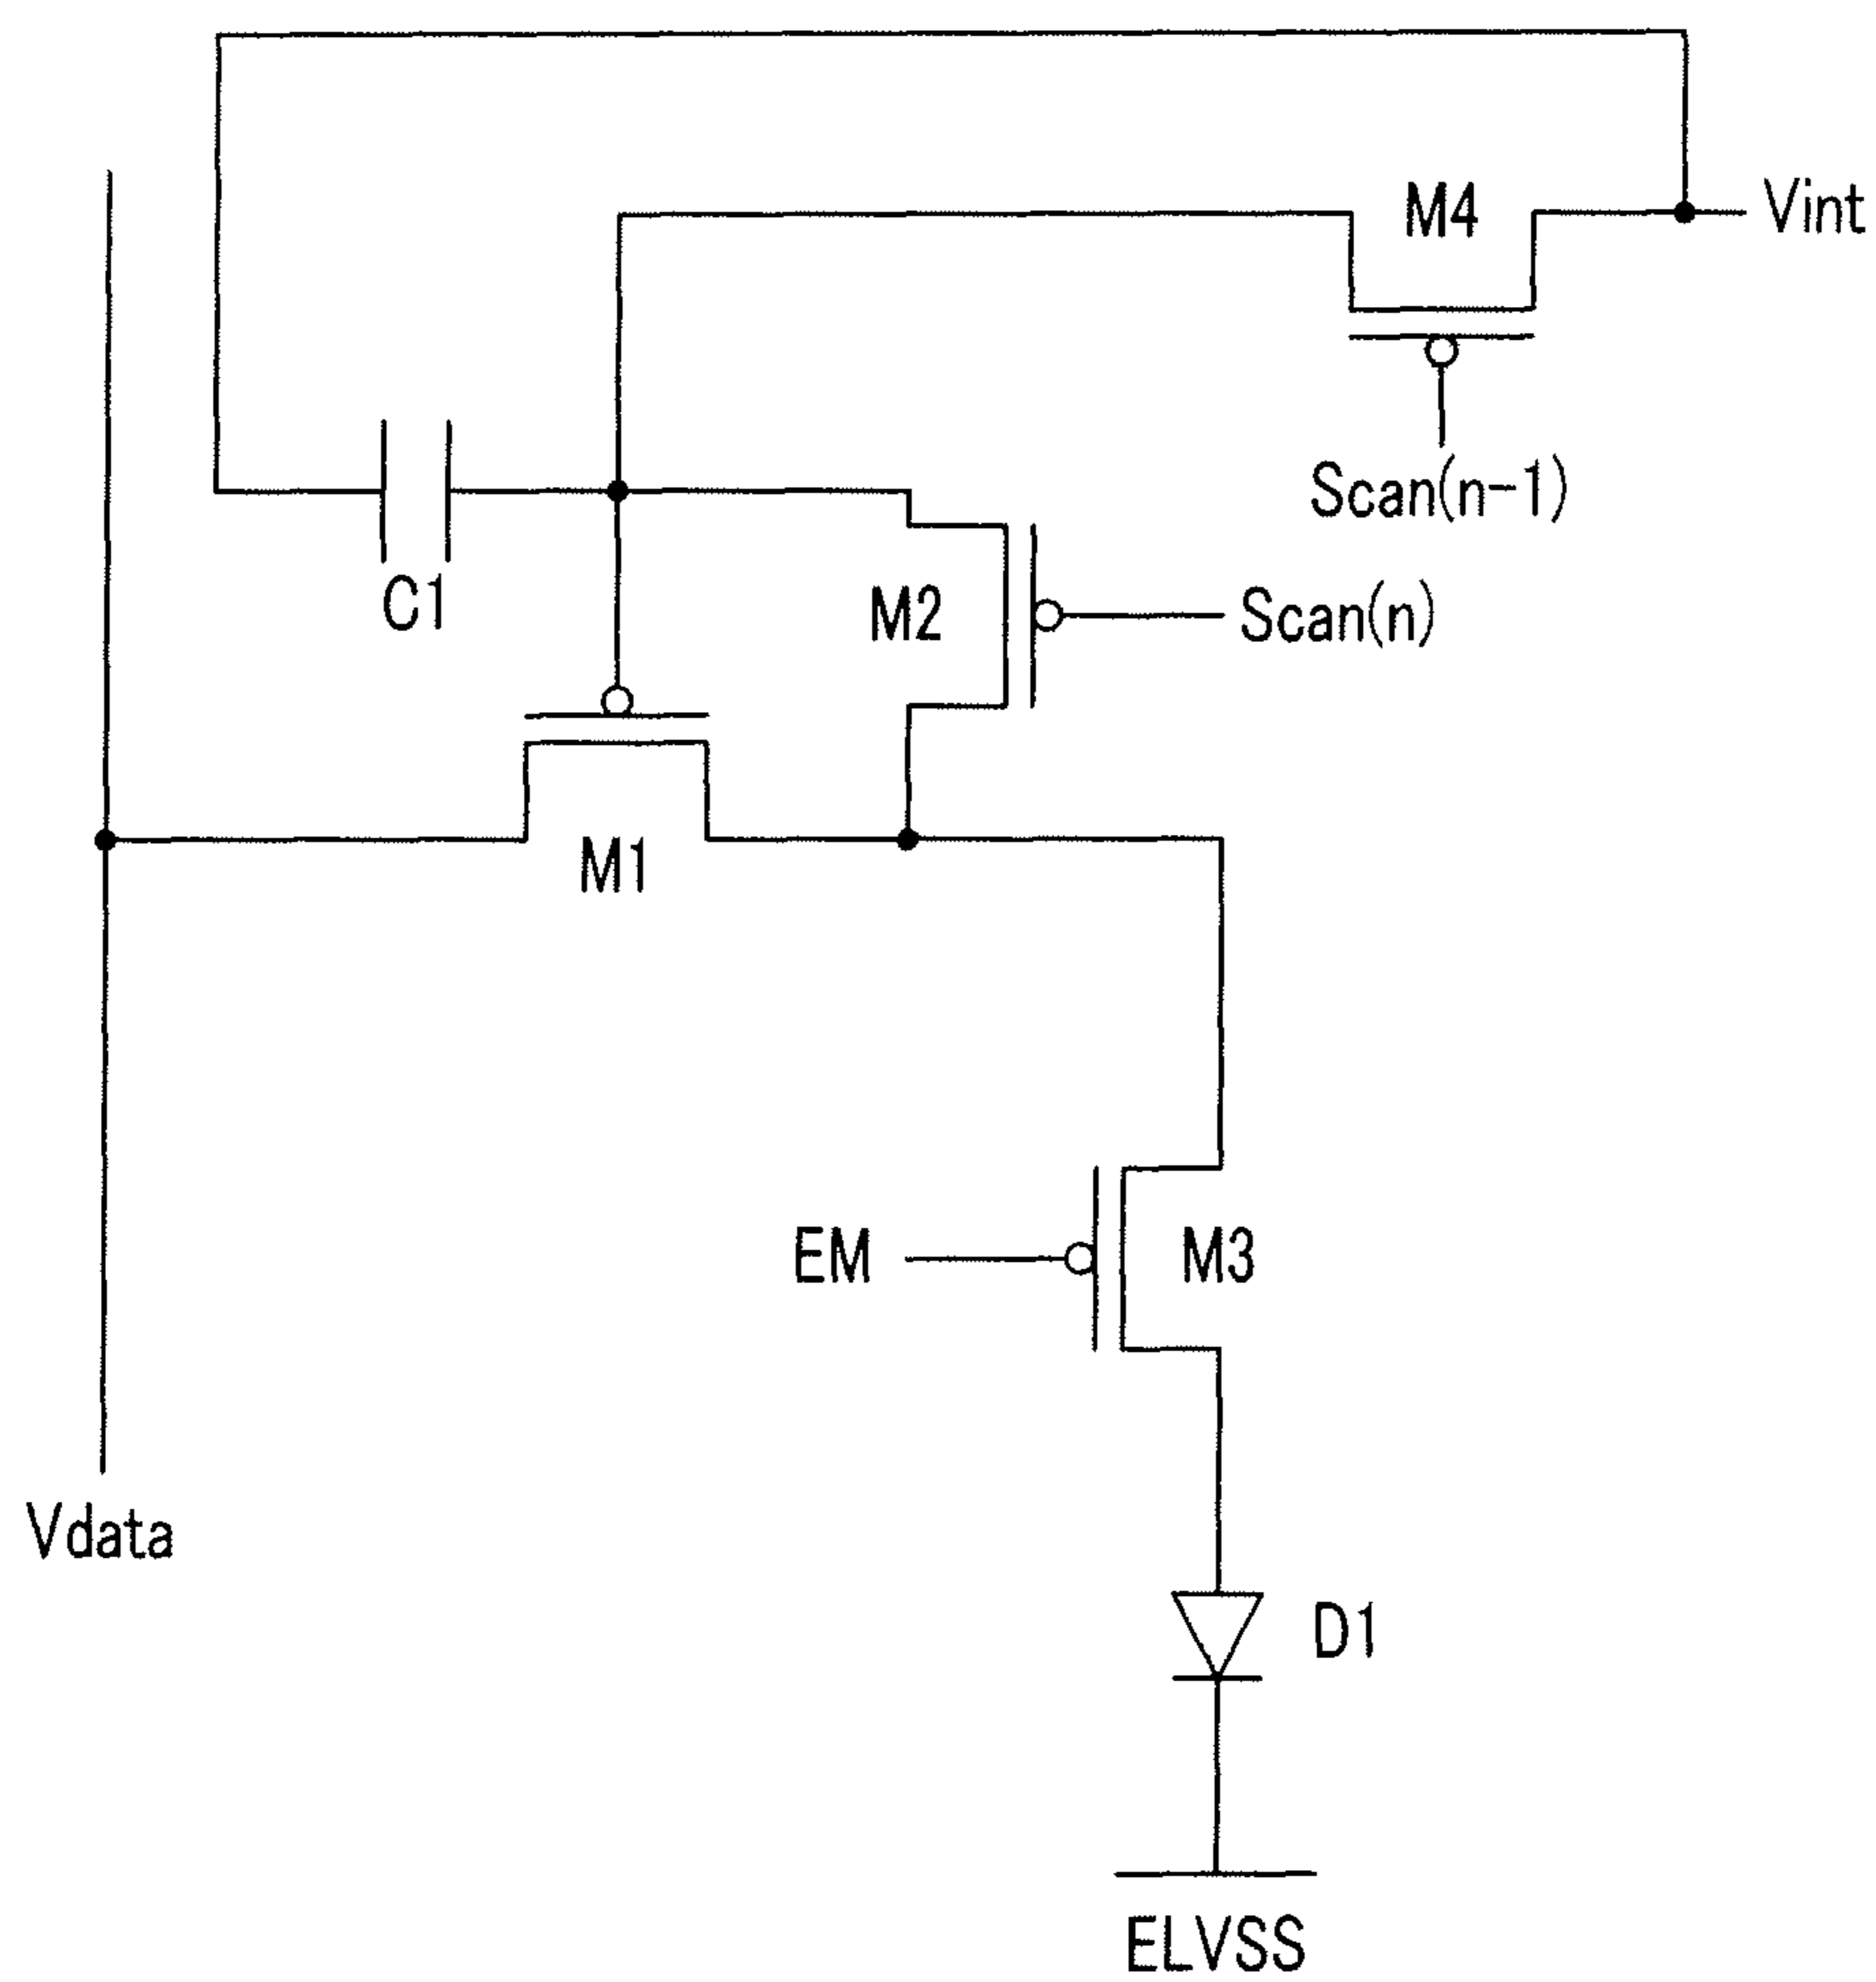 M4
Vint
Scan(n-1)
C1
M2
Scan(n)
M1
EM
M3
Vdata
D1
ELVSS